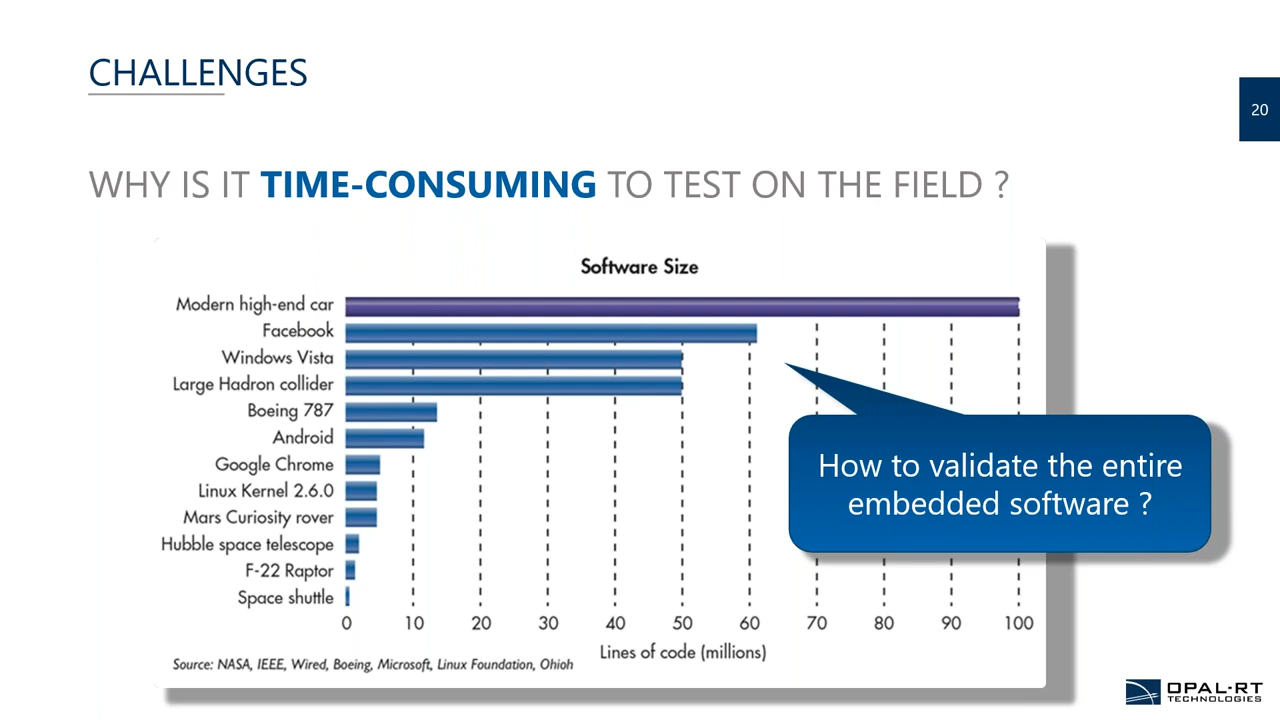 CHALLENGES
20
WHY IS IT TIME-CONSUMING TO TEST ON THE FIELD ?
Software Size
Modern high-end car
Facebook
Windows Vista
Large Hadron collider
Boeing 787
Android
Google Chrome
Linux Kernel 2.6.0
Mars Curiosity rover
Hubble space telescope
F-22 Raptor
Space shuttle
How to validate the entire
embedded software ?
0 10 20 30 40 50 60 70 80 90 100
Lines of code (millions)
Source: NASA, IEEE, Wired, Boeing, Microsoft, Linux Foundation, Ohioh
OPAL-RT
TECHNOLOGIES